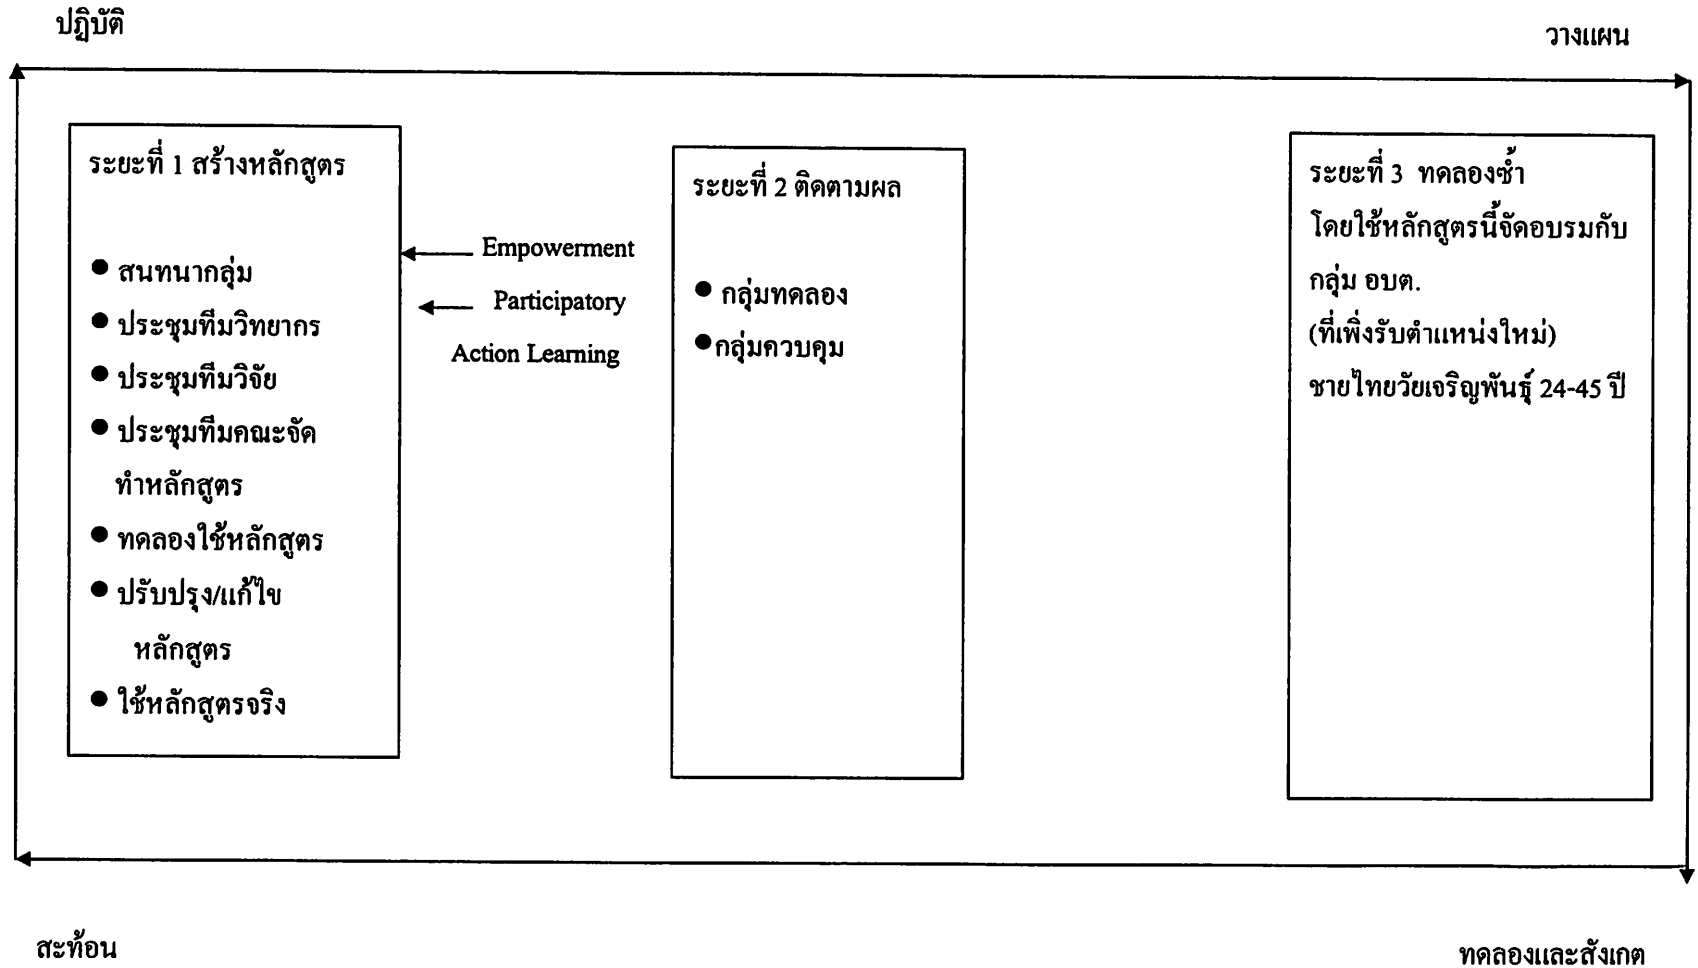 ปฏิบัติ
วางแผน
ระยะที่ 1 สร้างหลักสูตร
● สนทนากลุ่ม
● ประชุมทีมวิทยากร
● ประชุมทีมวิจัย
● ประชุมทีมคณะจัด
ทำหลักสูตร
● ทดลองใช้หลักสูตร
● ปรับปรุง/แก้ไข
หลักสูตร
● ใช้หลักสูตรจริง
Empowerment
Participatory
Action Learning
ระยะที่ 2 ติดตามผล
● กลุ่มทดลอง
● กลุ่มควบคุม
ระยะที่ 3 ทดลองซ้ำ
โดยใช้หลักสูตรนี้จัดอบรมกับ
กลุ่ม อบต.
(ที่เพิ่งรับตำแหน่งใหม่)
ชายไทยวัยเจริญพันธุ์ 24-45 ปี
สะท้อน
ทดลองและสังเกต